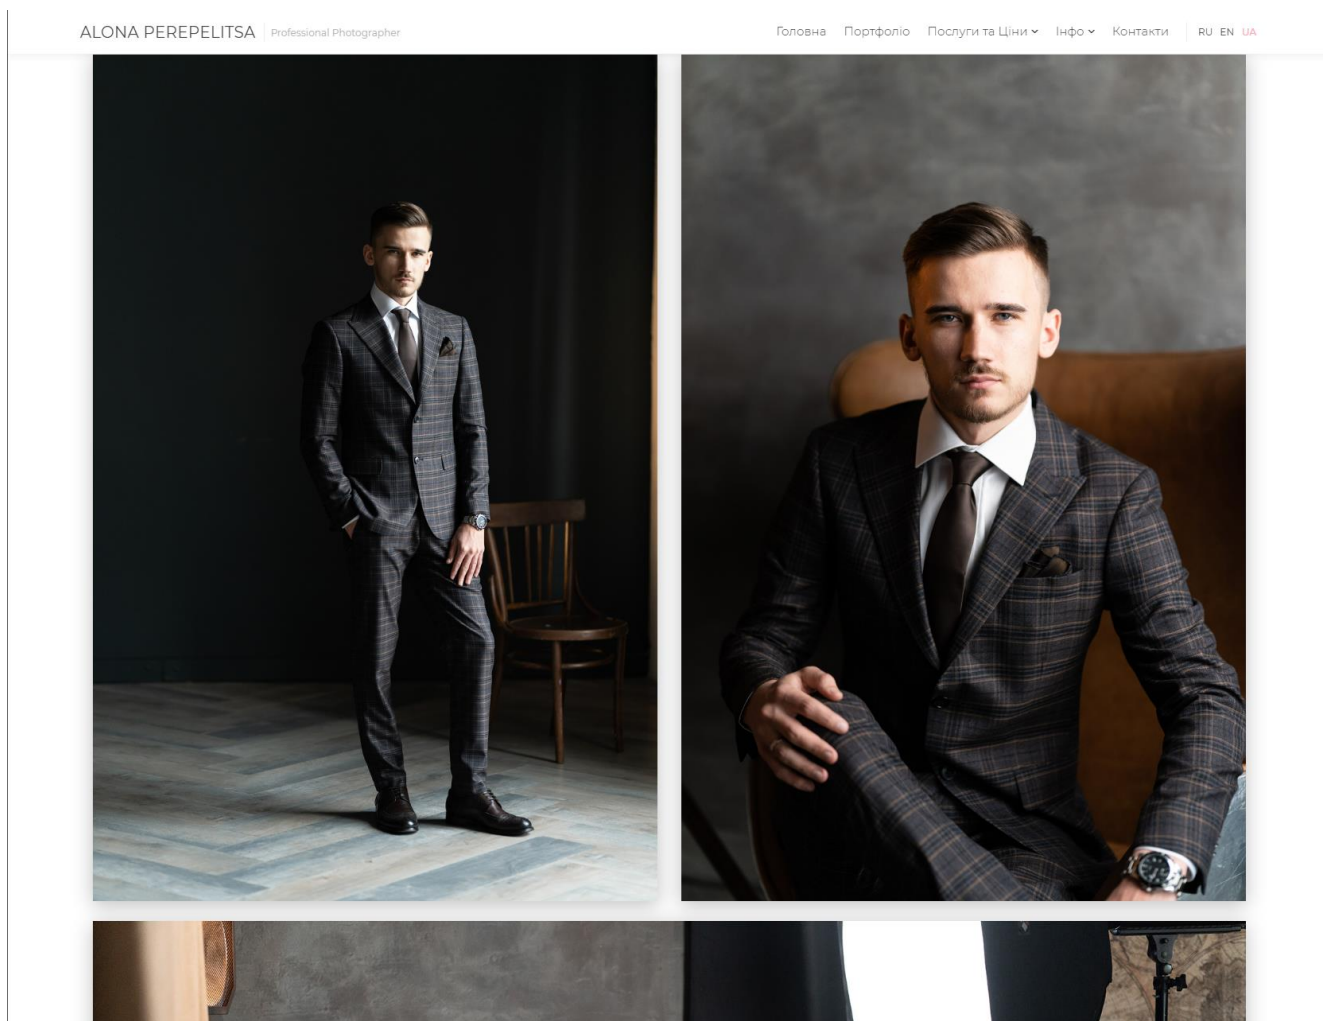 ALONA PEREPELITSA Professional Photographer Головна Портфоліо Послуги та Ціни Інфо Контакти RU EN UA